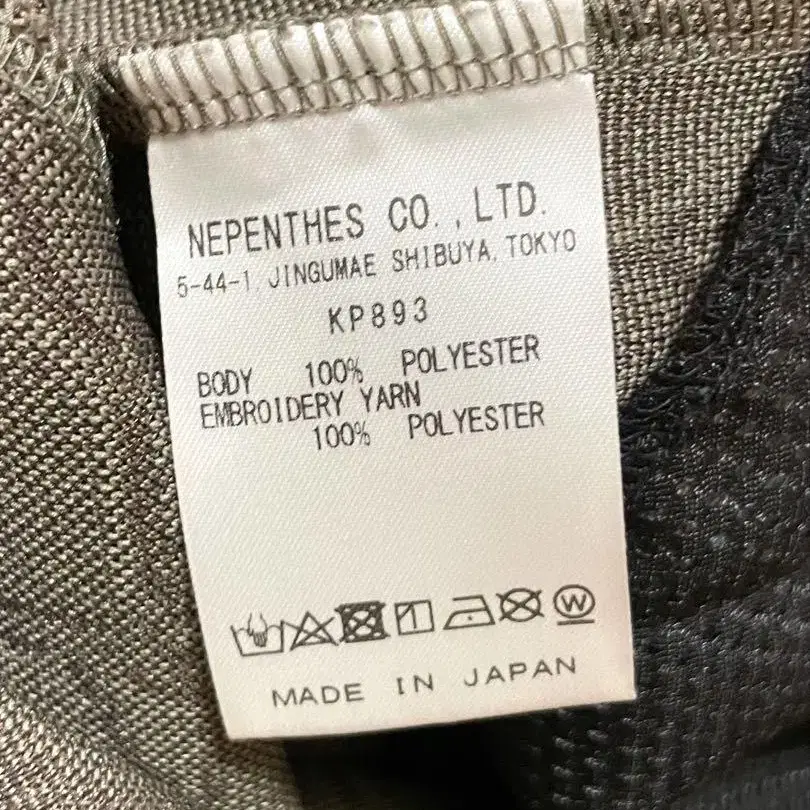 NEPENTHES CO.,LTD.
5-44-1, JINGUMAE SHIBUYA, TOKYO
KP893
BODY 100% POLYESTER
EMBROIDERY YARN
100% POLYESTER
W
MADE IN JAPAN